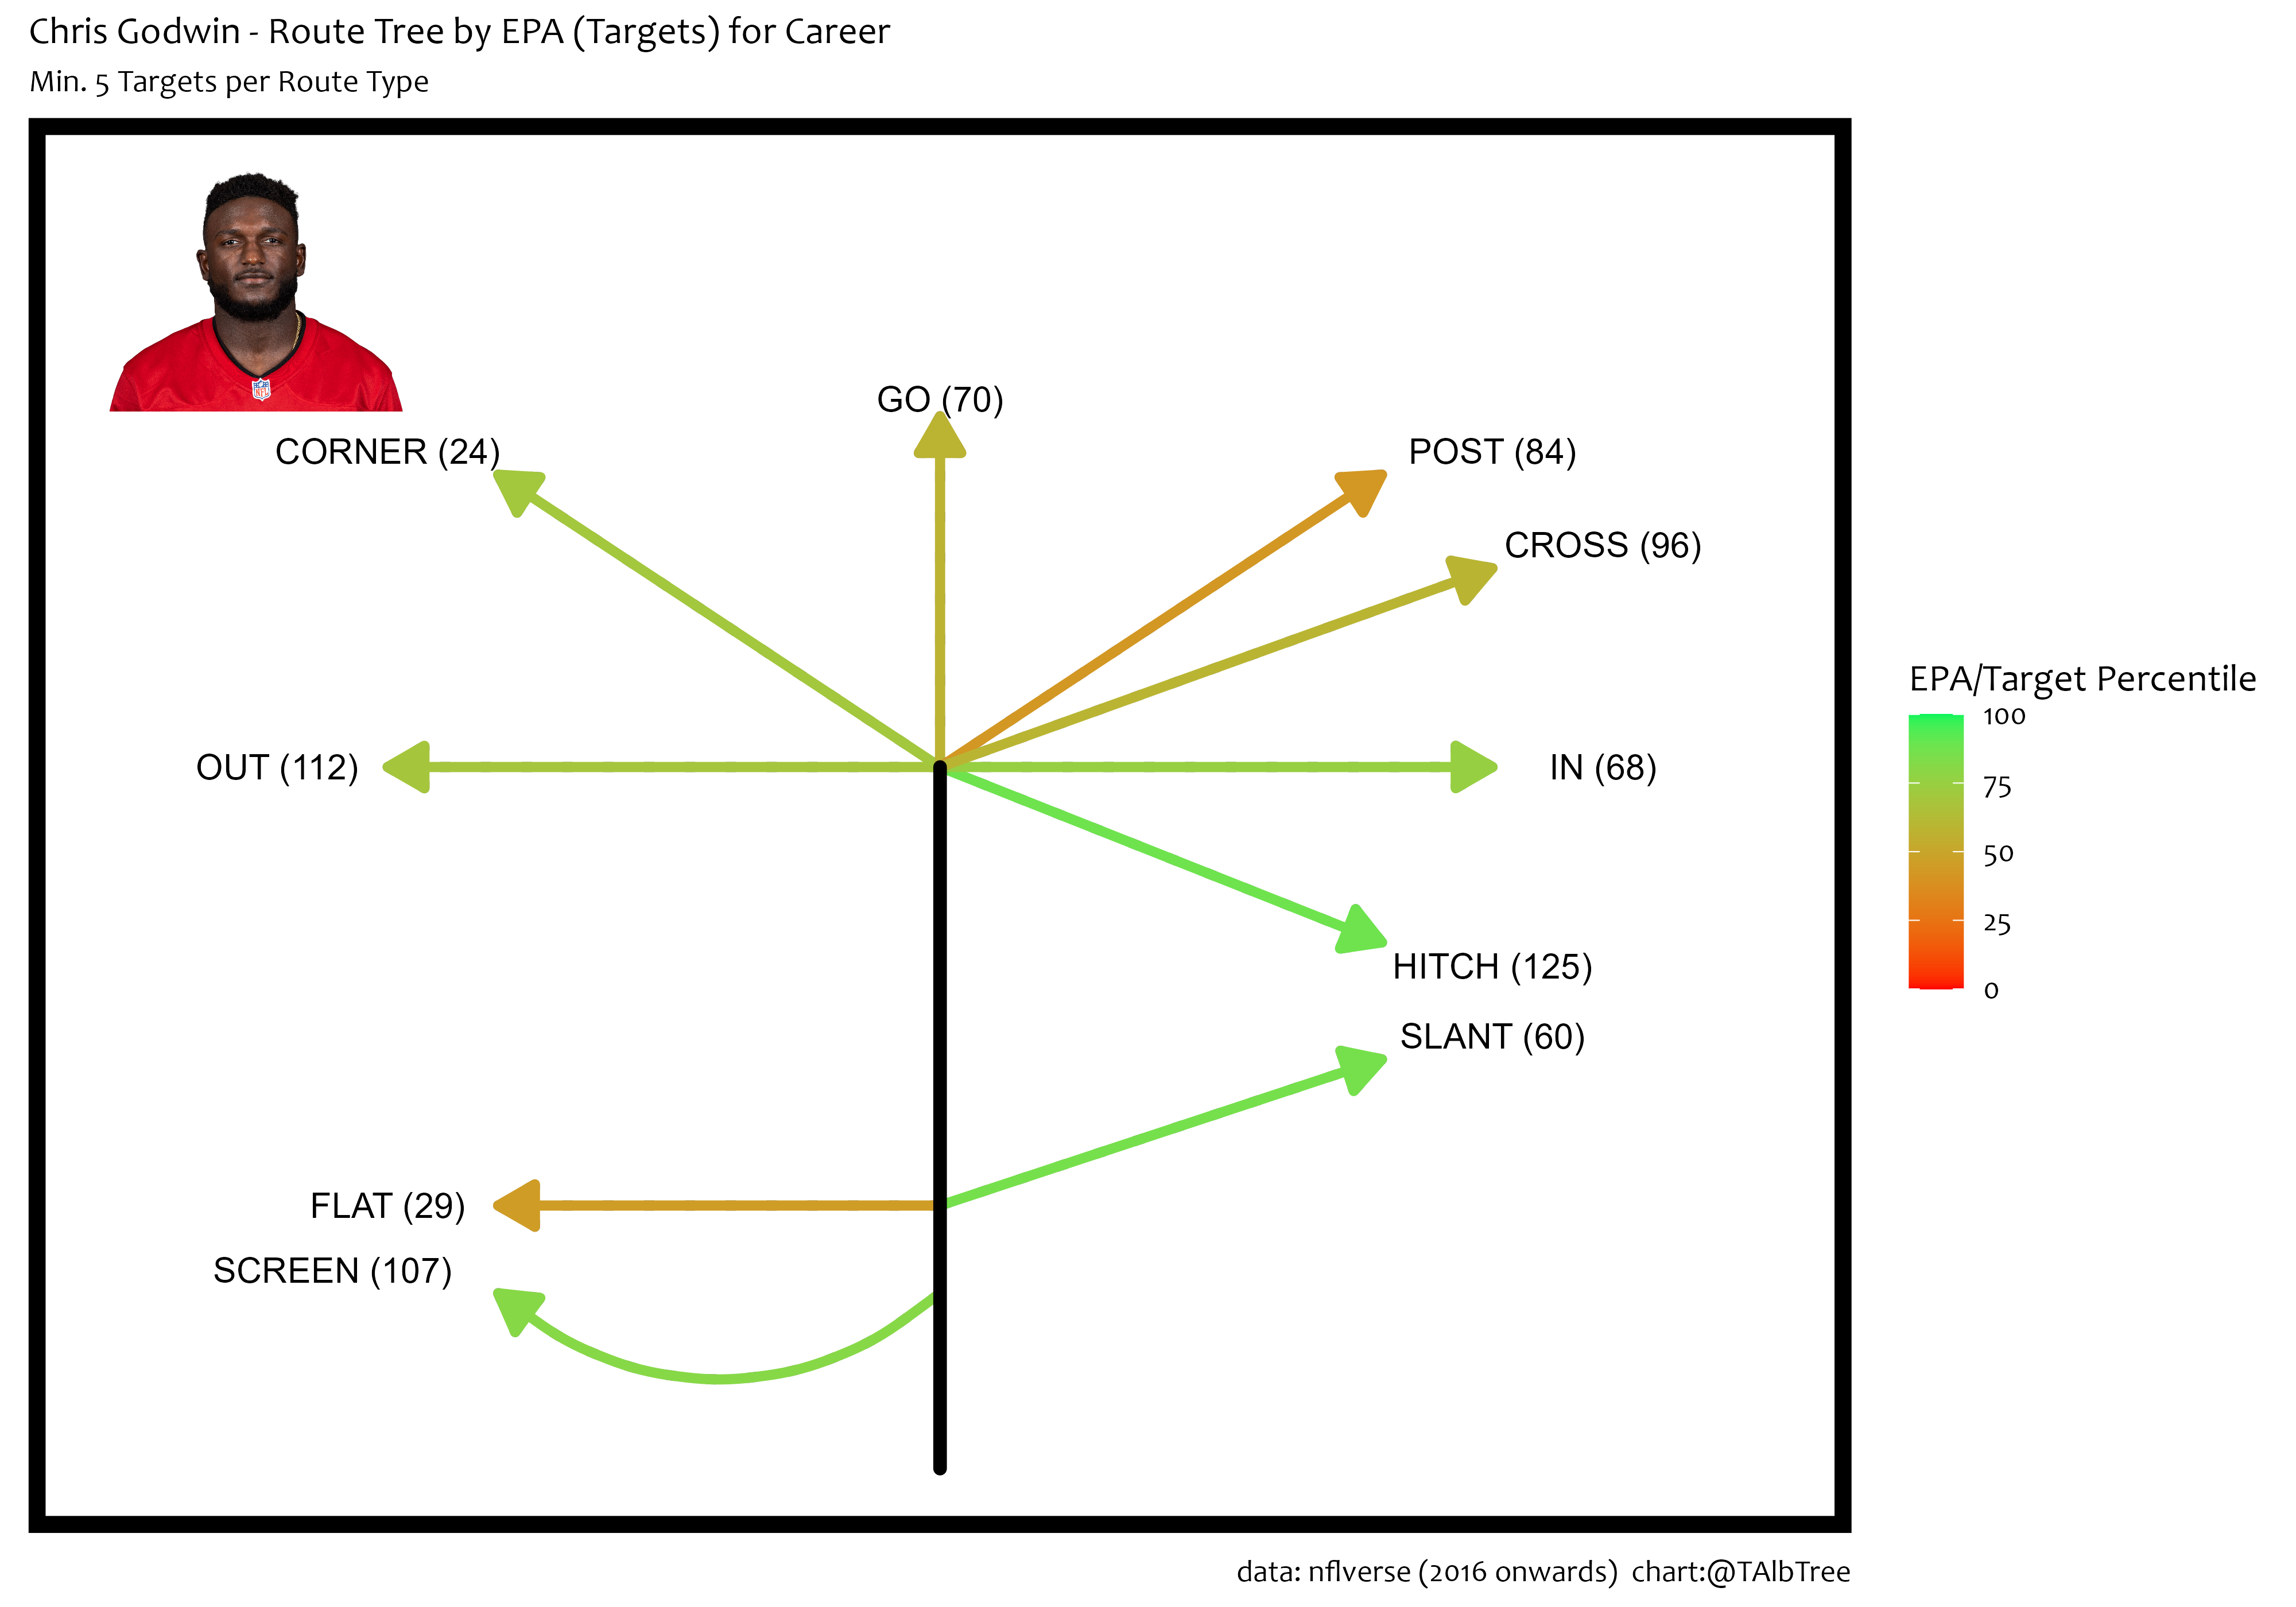 Chris Godwin - Route Tree by EPA (Targets) for Career
Min. 5 Targets per Route Type
NFL
GO (70)
CORNER (24)
POST (84)
CROSS (96)
OUT (112)
IN (68)
HITCH (125)
SLANT (60)
FLAT (29)
SCREEN (107)
EPA/Target Percentile
100
75
50
25
0
data: nflverse (2016 onwards)  chart:@TAlbTree